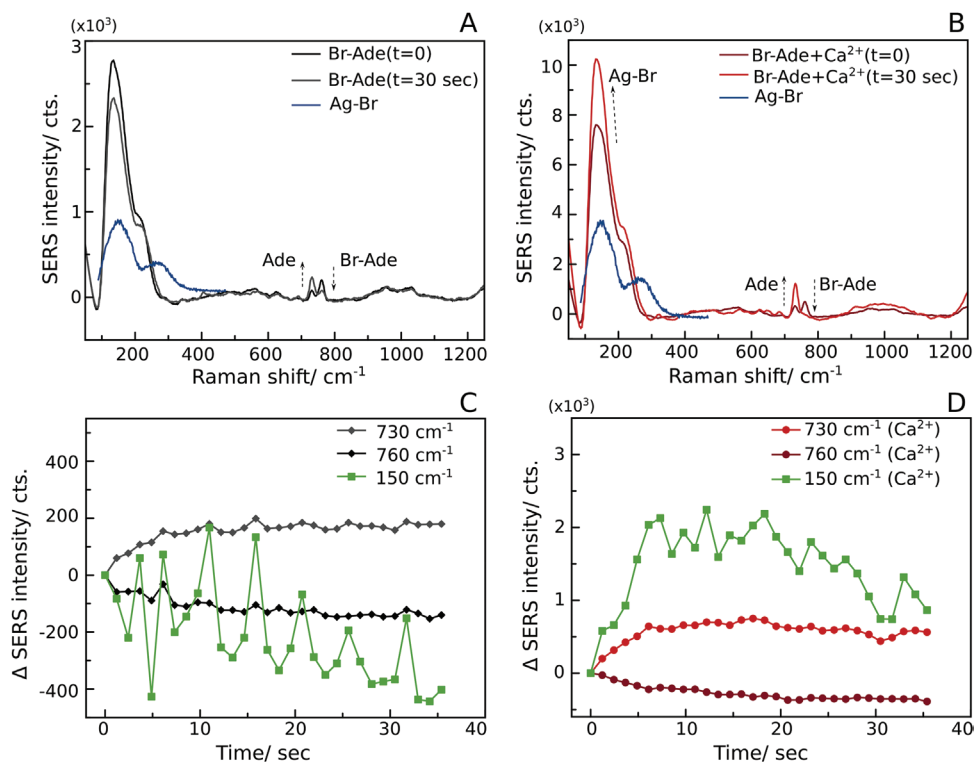 (x10³)
A
Br-Ade(t=0)
Br-Ade(t=30 sec)
Ag-Br
3
2
1
0
SERS intensity/ cts.
Ade
Br-Ade
200 400 600 800 1000 1200
Raman shift/ cm⁻¹
(x10³)
B
Br-Ade+Ca²⁺(t=0)
Br-Ade+Ca²⁺(t=30 sec)
Ag-Br
Ag-Br
10
8
6
4
2
0
SERS intensity/ cts.
Ade
Br-Ade
200 400 600 800 1000 1200
Raman shift/ cm⁻¹
C
730 cm⁻¹
760 cm⁻¹
150 cm⁻¹
400
200
0
-200
-400
Δ SERS intensity/ cts.
0 10 20 30 40
Time/ sec
(x10³)
D
730 cm⁻¹ (Ca²⁺)
760 cm⁻¹ (Ca²⁺)
150 cm⁻¹ (Ca²⁺)
3
2
1
0
Δ SERS intensity/ cts.
0 10 20 30 40
Time/ sec